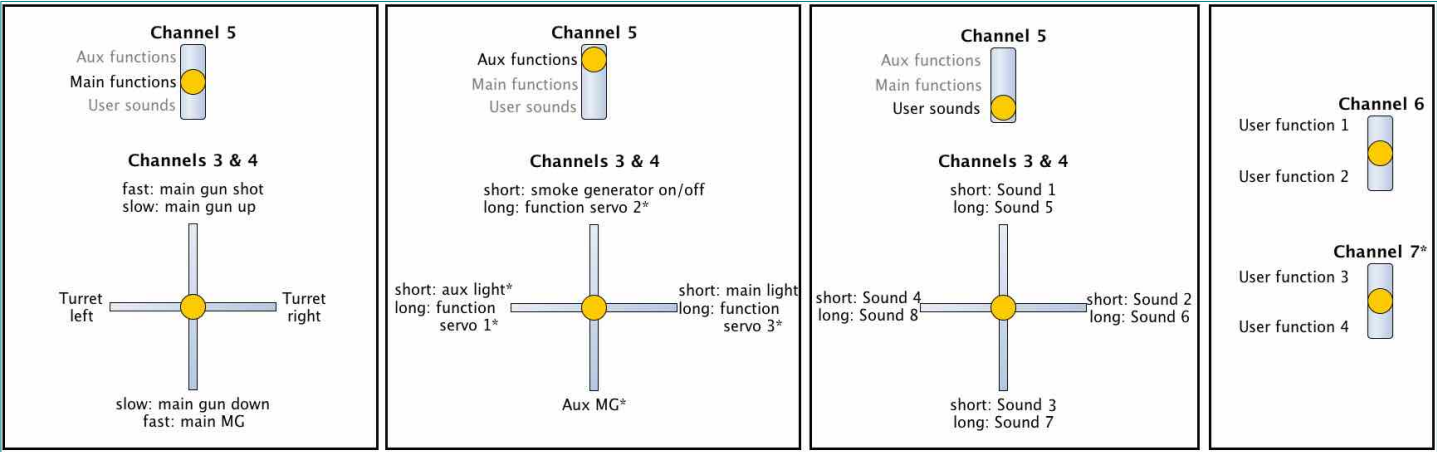 Channel 5
Aux functions
Main functions
User sounds
Channels 3 & 4
fast: main gun shot
slow: main gun up
Turret
left
Turret
right
slow: main gun down
fast: main MG
Channel 5
Aux functions
Main functions
User sounds
Channels 3 & 4
short: smoke generator on/off
long: function servo 2*
short: aux light*
long: function
servo 1*
short: main light
long: function
servo 3*
Aux MG*
Channel 5
Aux functions
Main functions
User sounds
Channels 3 & 4
short: Sound 1
long: Sound 5
short: Sound 4
long: Sound 8
short: Sound 2
long: Sound 6
short: Sound 3
long: Sound 7
Channel 6
User function 1
User function 2
Channel 7*
User function 3
User function 4